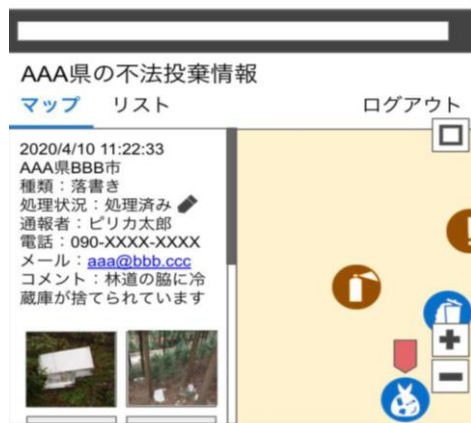 AAA県の不法投棄情報
マップ リスト ログアウト
2020/4/10 11:22:33
AAA県BBB市
種類：落書き
処理状況：処理済み
通報者：ピリカ太郎
電話：090-XXXX-XXXX
メール：aaa@bbb.ccc
コメント：林道の脇に冷
蔵庫が捨てられています